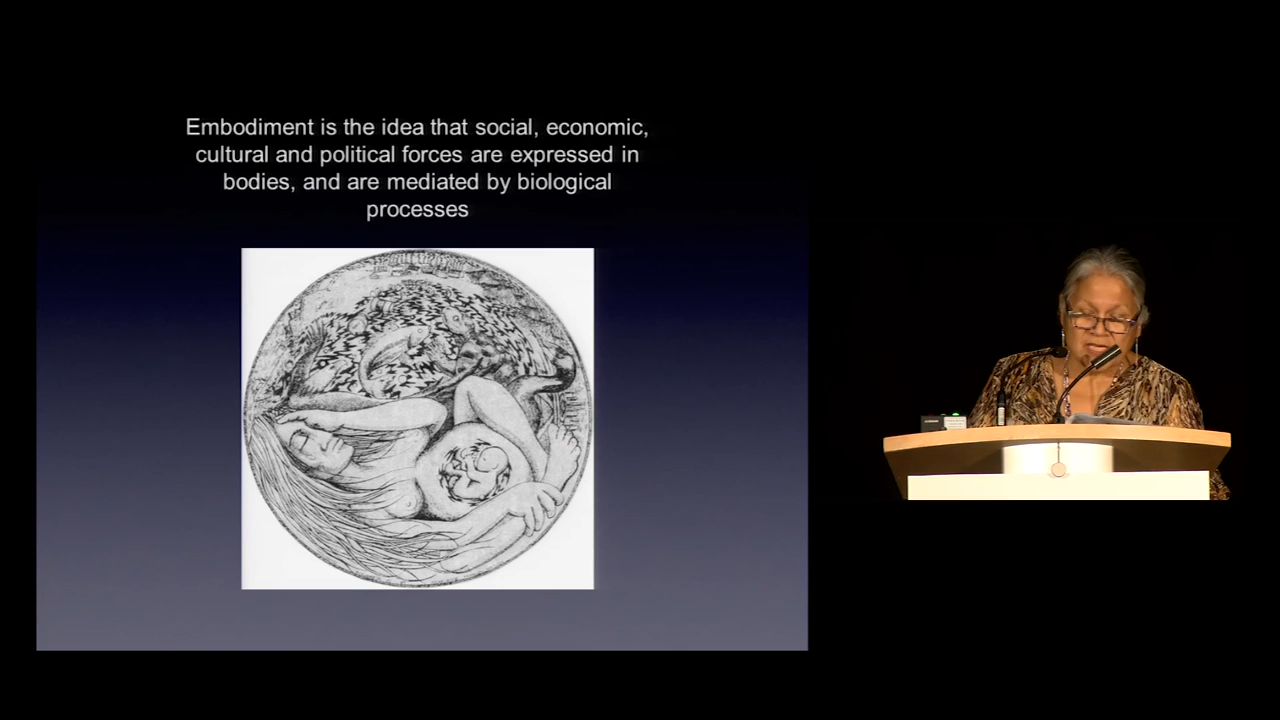 Embodiment is the idea that social, economic,
cultural and political forces are expressed in
bodies, and are mediated by biological
processes